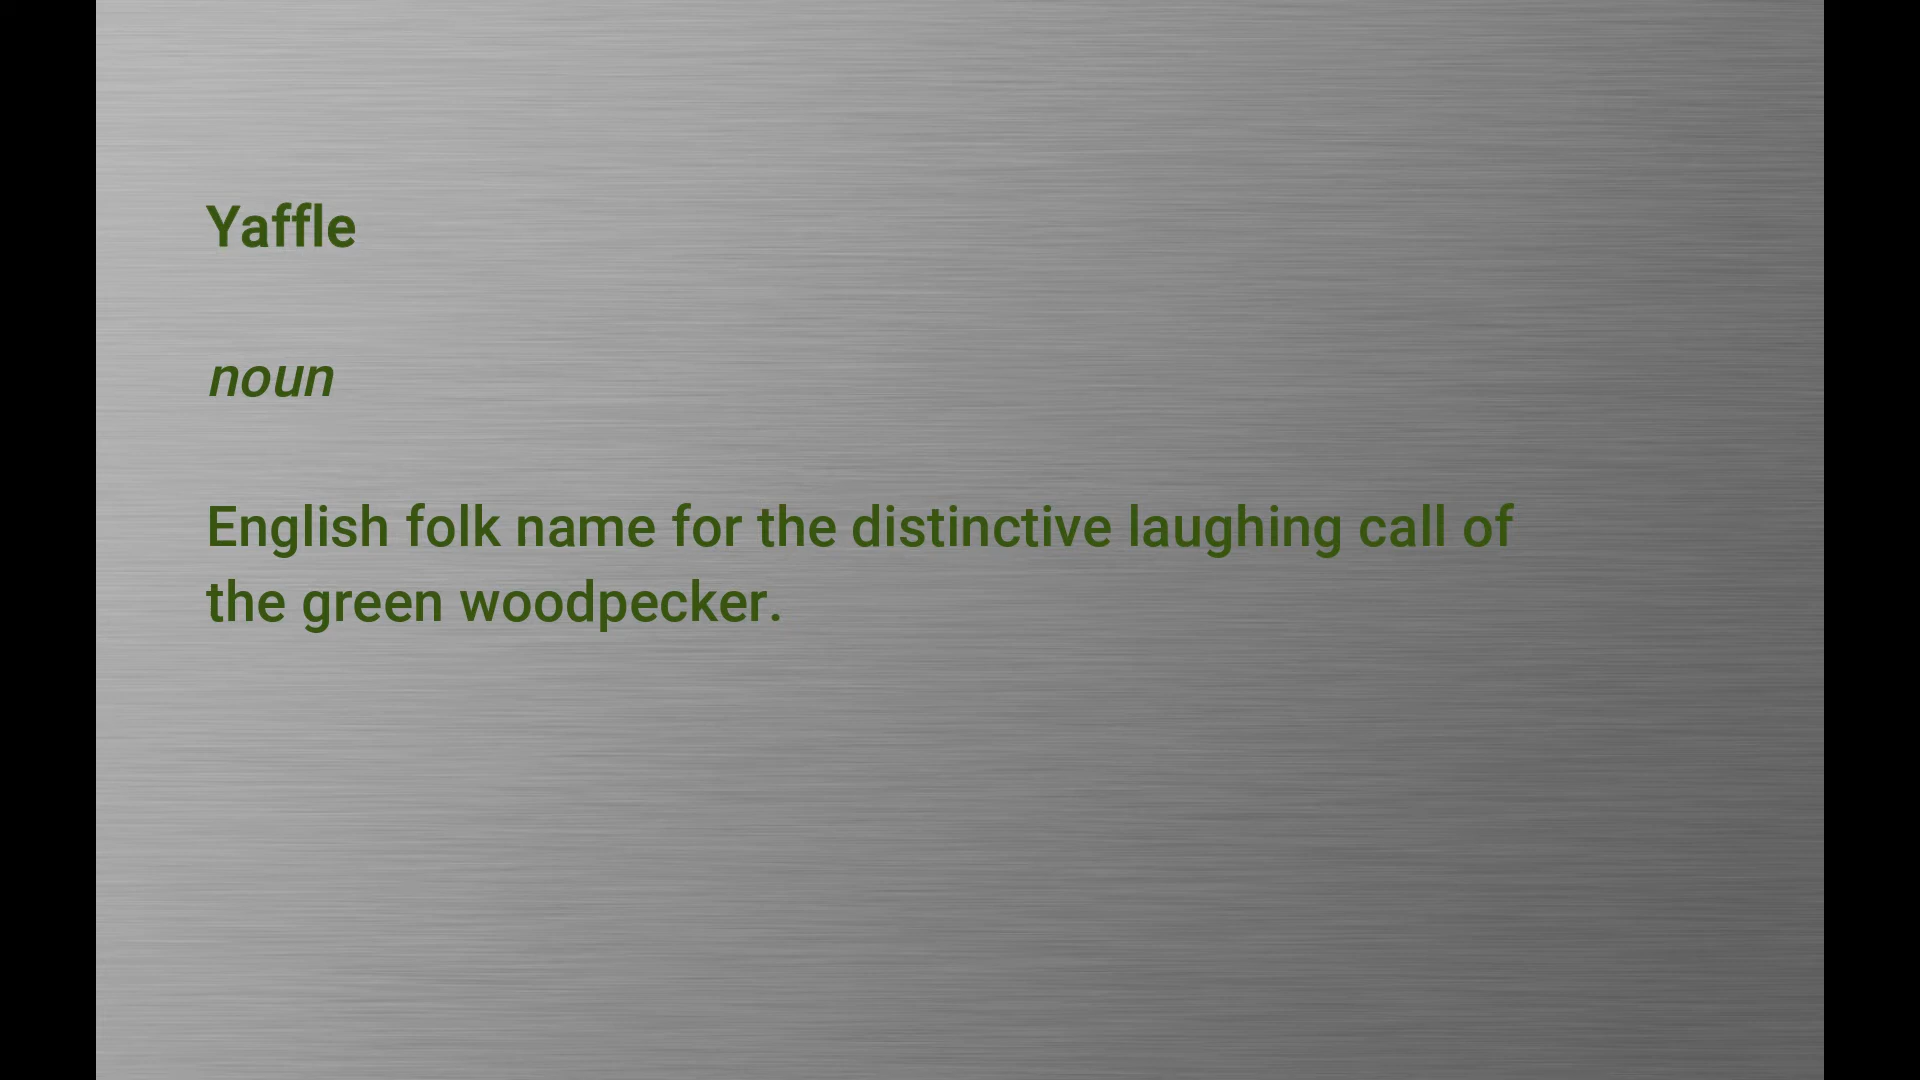 Yaffle
noun
English folk name for the distinctive laughing call of
the green woodpecker.